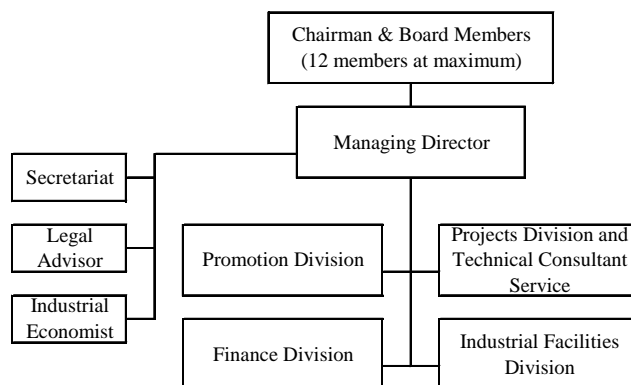 Chairman & Board Members
(12 members at maximum)
Managing Director
Secretariat
Legal
Advisor
Industrial
Economist
Promotion Division
Projects Division and
Technical Consultant
Service
Finance Division
Industrial Facilities
Division